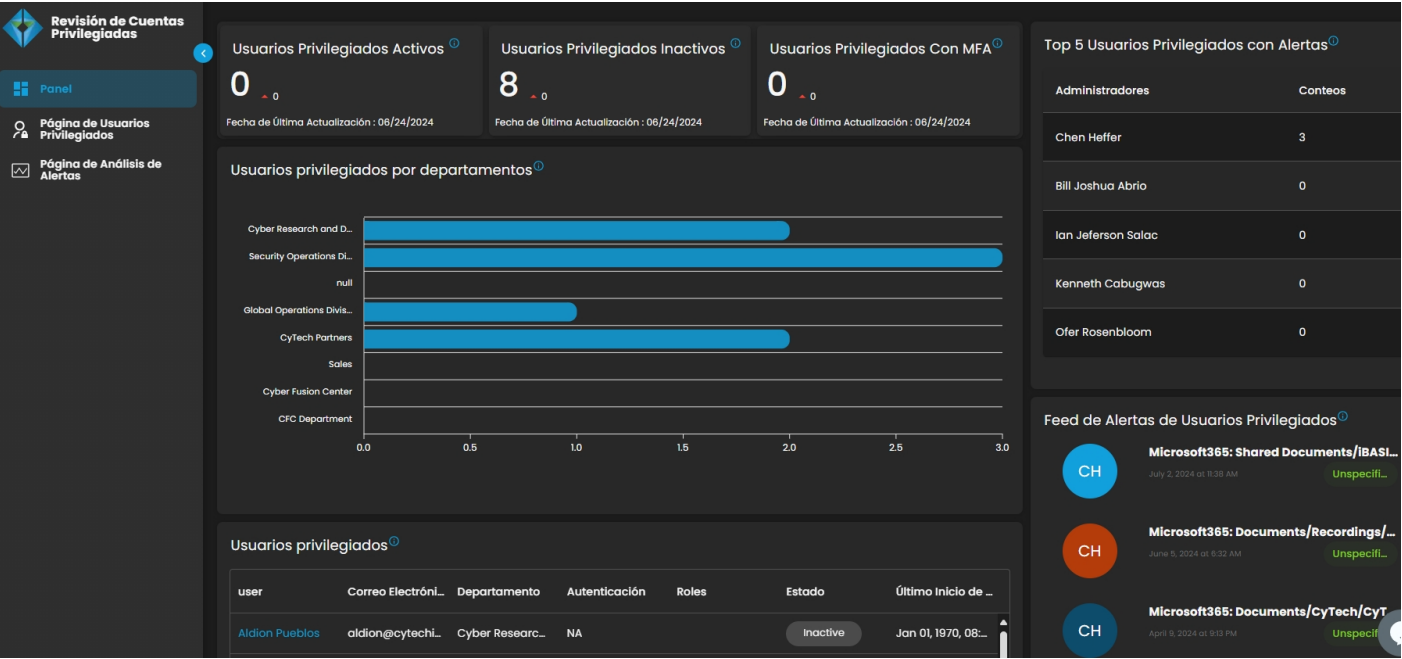 Revisión de Cuentas
Privilegiadas
Panel
Página de Usuarios
Privilegiados
Página de Análisis de
Alertas
Usuarios Privilegiados Activos
0
0
Fecha de Última Actualización : 06/24/2024
Usuarios Privilegiados Inactivos
8
0
Fecha de Última Actualización : 06/24/2024
Usuarios Privilegiados Con MFA
0
0
Fecha de Última Actualización : 06/24/2024
Usuarios privilegiados por departamentos
Cyber Research and D...
Security Operations Di...
null
Global Operations Divis...
CyTech Partners
Sales
Cyber Fusion Center
CFC Department
0.0 0.5 1.0 1.5 2.0 2.5 3.0
Usuarios privilegiados
user Correo Electróni... Departamento Autenticación Roles Estado Último Inicio de ...
Aldion Pueblos aldion@cytechi... Cyber Researc... NA Inactive Jan 01, 1970, 08:...
Top 5 Usuarios Privilegiados con Alertas
Administradores Conteos
Chen Heffer 3
Bill Joshua Abrio 0
Ian Jeferson Salac 0
Kenneth Cabugwas 0
Ofer Rosenbloom 0
Feed de Alertas de Usuarios Privilegiados
CH
Microsoft365: Shared Documents/iBASI...
July 2, 2024 at 11:38 AM
Unspecifi...
CH
Microsoft365: Documents/Recordings/...
June 5, 2024 at 6:32 AM
Unspecifi...
CH
Microsoft365: Documents/CyTech/CyT
April 9, 2024 at 9:13 PM
Unspecif